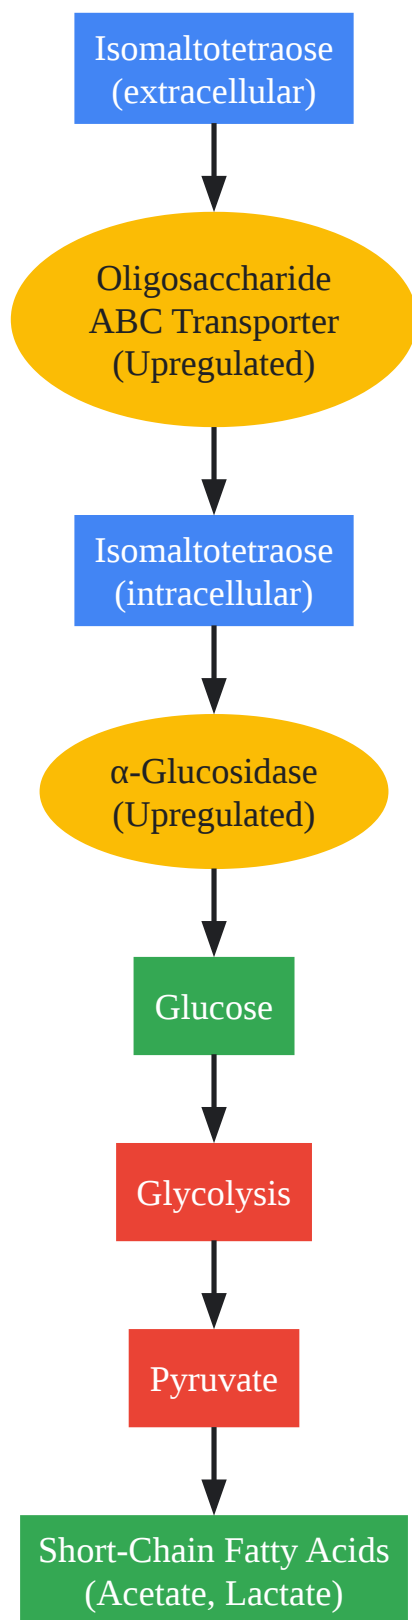 Isomaltotetraose
(extracellular)
Oligosaccharide
ABC Transporter
(Upregulated)
Isomaltotetraose
(intracellular)
α-Glucosidase
(Upregulated)
Glucose
Glycolysis
Pyruvate
Short-Chain Fatty Acids
(Acetate, Lactate)